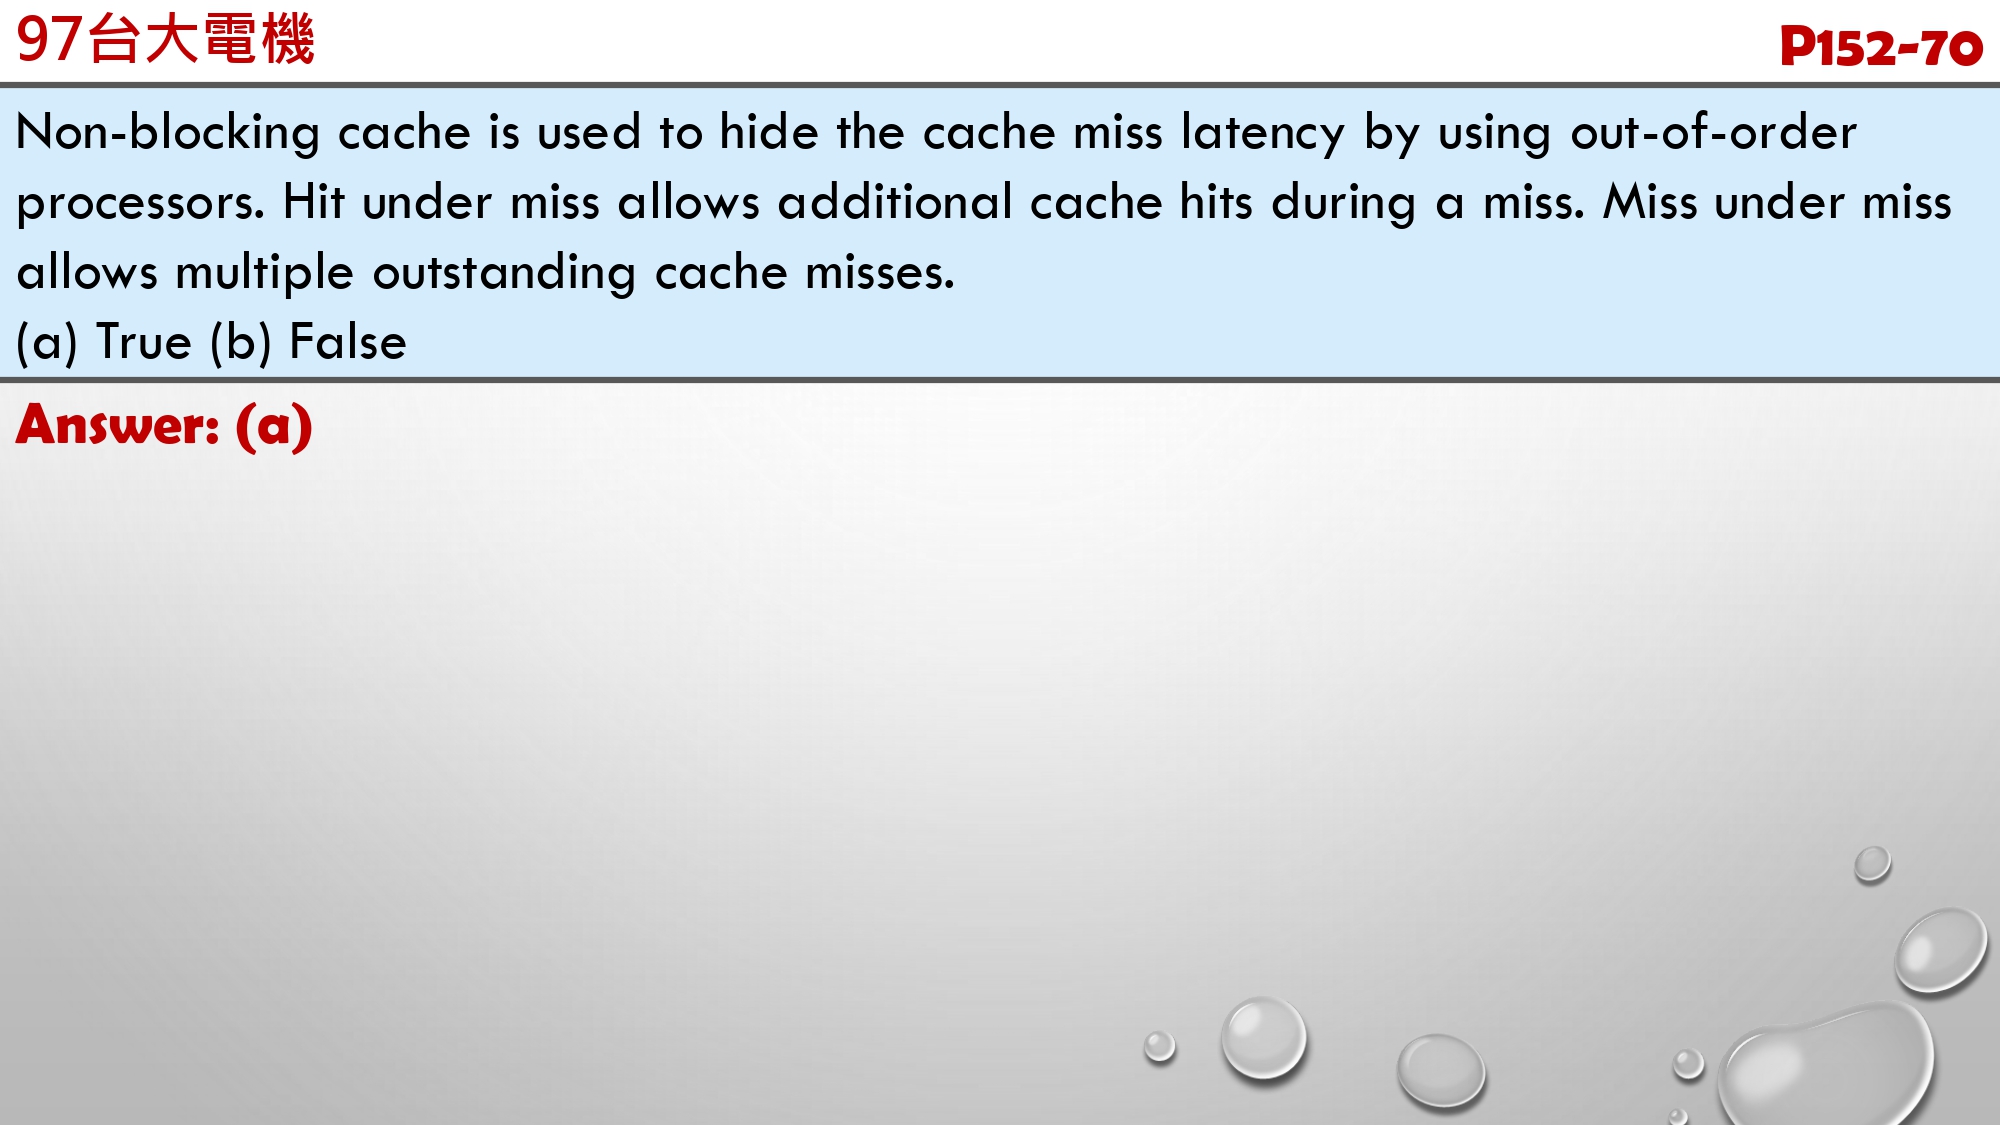 97台大電機
P152-70
Non-blocking cache is used to hide the cache miss latency by using out-of-order
processors. Hit under miss allows additional cache hits during a miss. Miss under miss
allows multiple outstanding cache misses.
(a) True (b) False
Answer: (a)